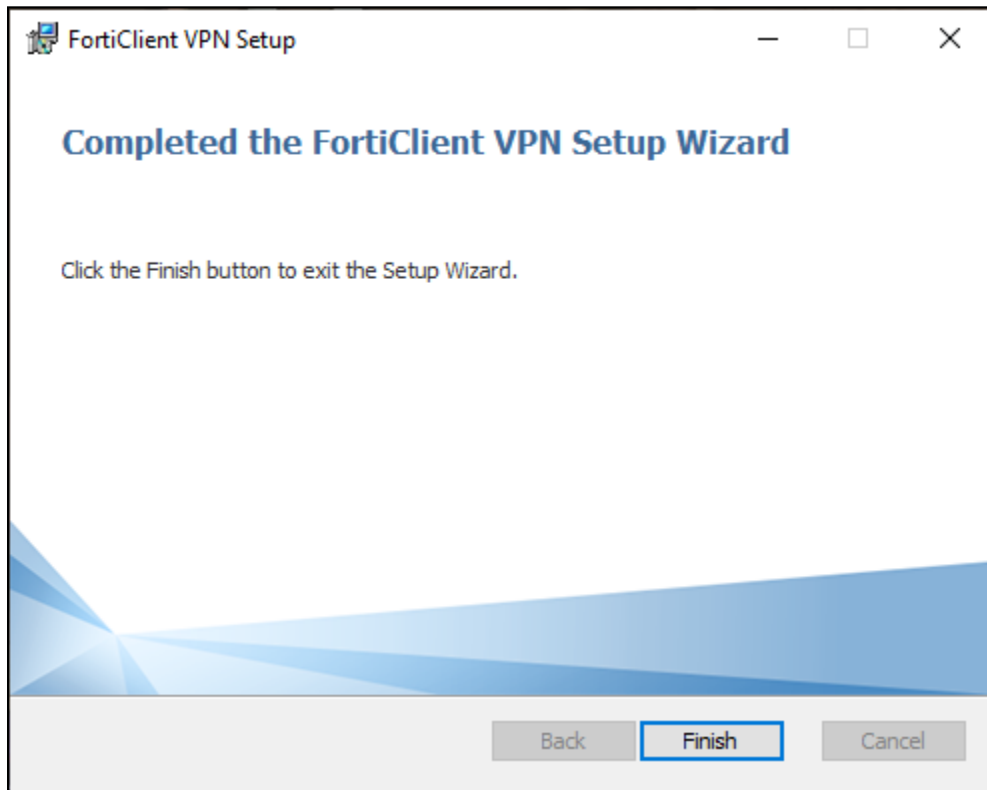 FortiClient VPN Setup
Completed the FortiClient VPN Setup Wizard
Click the Finish button to exit the Setup Wizard.
Back Finish Cancel